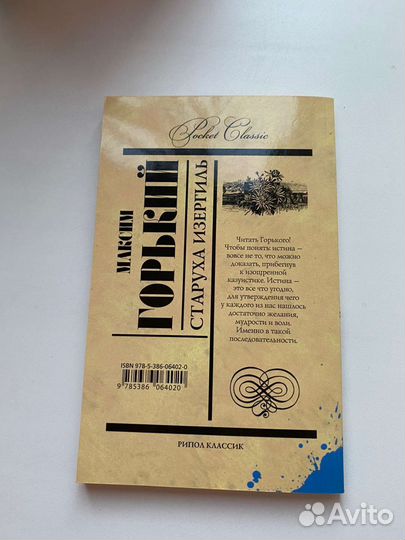 Pocket Classic
МАКСИМ
ГОРЬКИЙ
СТАРУХА ИЗЕРГИЛЬ
Читать Горького!
Чтобы понять: истина —
вовсе не то, что можно
доказать, прибегнув
к изощренной
казуистике. Истина —
это все что угодно,
для утверждения чего
у каждого из нас нашлось
достаточно желания,
мудрости и воли.
Именно в такой
последовательности.
ISBN 978-5-386-06402-0
9 785386 064020
РИПОЛ КЛАССИК
Avito